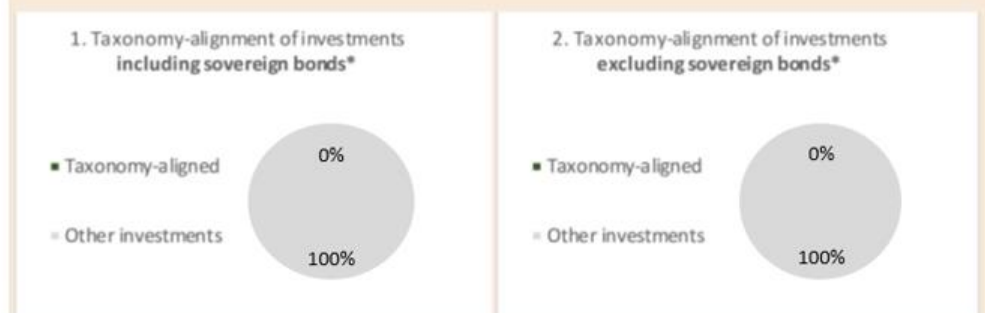 1. Taxonomy-alignment of investments
including sovereign bonds*
Taxonomy-aligned
0%
Other investments
100%
2. Taxonomy-alignment of investments
excluding sovereign bonds*
Taxonomy-aligned
0%
Other investments
100%